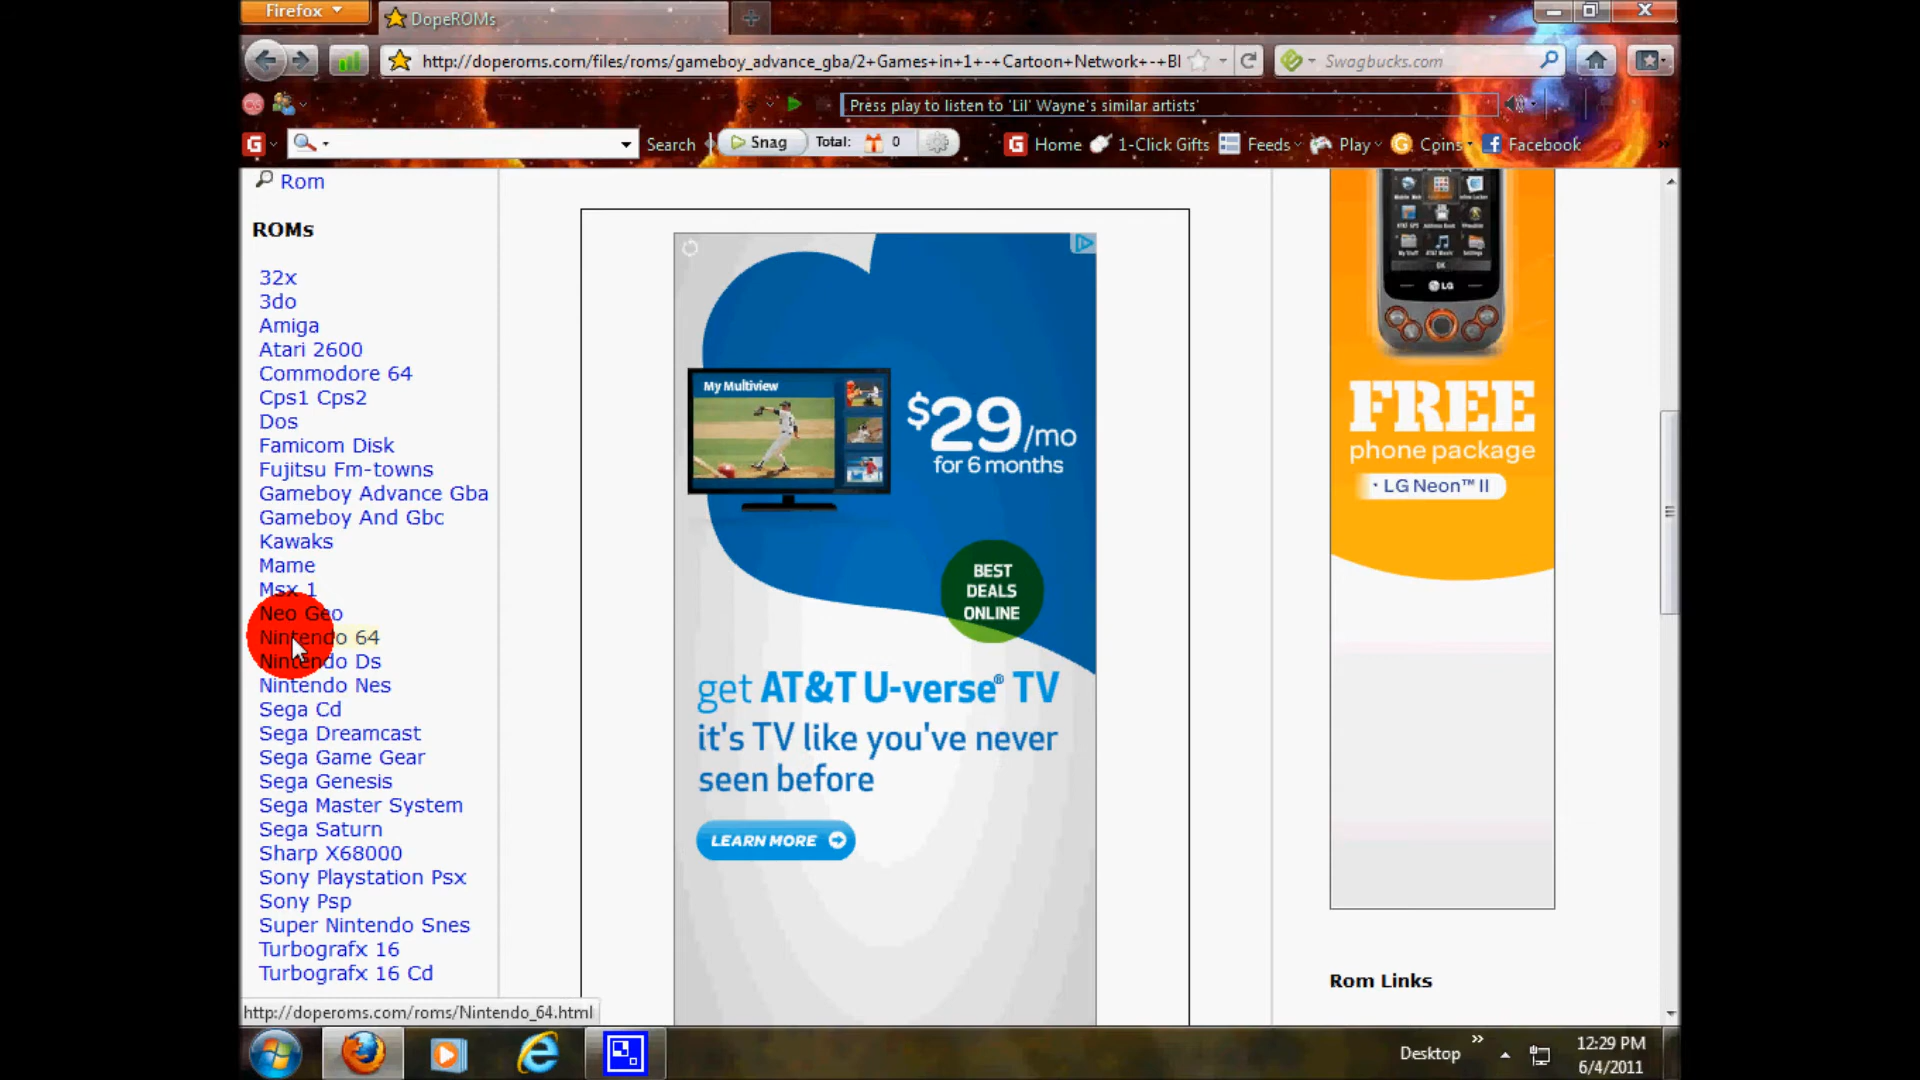 Firefox
DopeROMs
http://doperoms.com/files/roms/gameboy_advance_gba/2+Games+in+1+-+Cartoon+Network+-+Bl
Swagbucks.com
Press play to listen to 'Lil' Wayne's similar artists'
G
Search
Snag
Total:
0
G Home
1-Click Gifts
Feeds
Play
Coins
Facebook
Rom
ROMs
32x
3do
Amiga
Atari 2600
Commodore 64
Cps1 Cps2
Dos
Famicom Disk
Fujitsu Fm-towns
Gameboy Advance Gba
Gameboy And Gbc
Kawaks
Mame
Msx 1
Neo Geo
Nintendo 64
Nintendo Ds
Nintendo Nes
Sega Cd
Sega Dreamcast
Sega Game Gear
Sega Genesis
Sega Master System
Sega Saturn
Sharp X68000
Sony Playstation Psx
Sony Psp
Super Nintendo Snes
Turbografx 16
Turbografx 16 Cd
My Multiview
$29/mo
for 6 months
BEST
DEALS
ONLINE
get AT&T U-verse® TV
it's TV like you've never
seen before
LEARN MORE
LG
FREE
phone package
· LG Neon™ II
Rom Links
http://doperoms.com/roms/Nintendo_64.html
Desktop
12:29 PM
6/4/2011